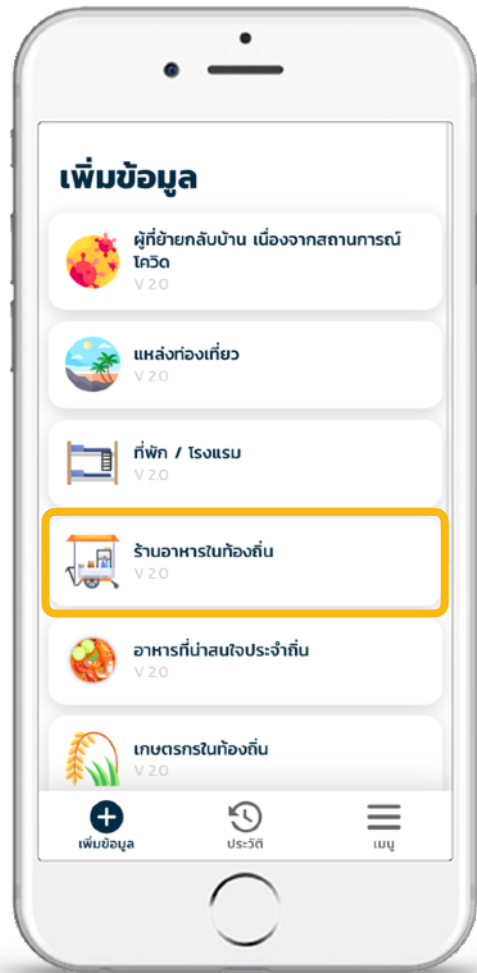 เพิ่มข้อมูล
ผู้ที่ย้ายกลับบ้าน เนื่องจากสถานการณ์
โควิด
V 2.0
แหล่งท่องเที่ยว
V 2.0
ที่พัก / โรงแรม
V 2.0
ร้านอาหารในท้องถิ่น
V 2.0
อาหารที่น่าสนใจประจำถิ่น
V 2.0
เกษตรกรในท้องถิ่น
V 2.0
เพิ่มข้อมูล
ประวัติ
เมนู